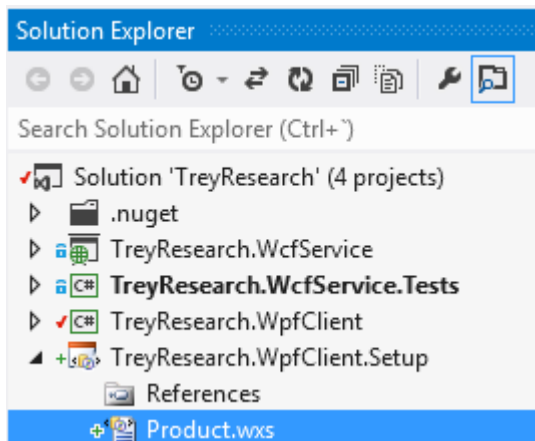 Solution Explorer
Search Solution Explorer (Ctrl+`)
Solution 'TreyResearch' (4 projects)
.nuget
TreyResearch.WcfService
C# TreyResearch.WcfService.Tests
C# TreyResearch.WpfClient
TreyResearch.WpfClient.Setup
References
Product.wxs